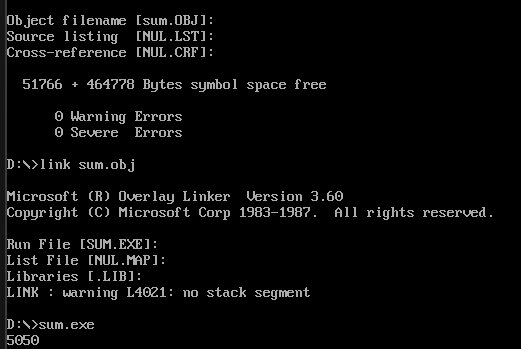 Object filename [sum.OBJ]:
Source listing  [NUL.LST]:
Cross-reference [NUL.CRF]:
51766 + 464778 Bytes symbol space free
0 Warning Errors
0 Severe  Errors
D:\>link sum.obj
Microsoft (R) Overlay Linker  Version 3.60
Copyright (C) Microsoft Corp 1983-1987.  All rights reserved.
Run File [SUM.EXE]:
List File [NUL.MAP]:
Libraries [.LIB]:
LINK : warning L4021: no stack segment
D:\>sum.exe
5050